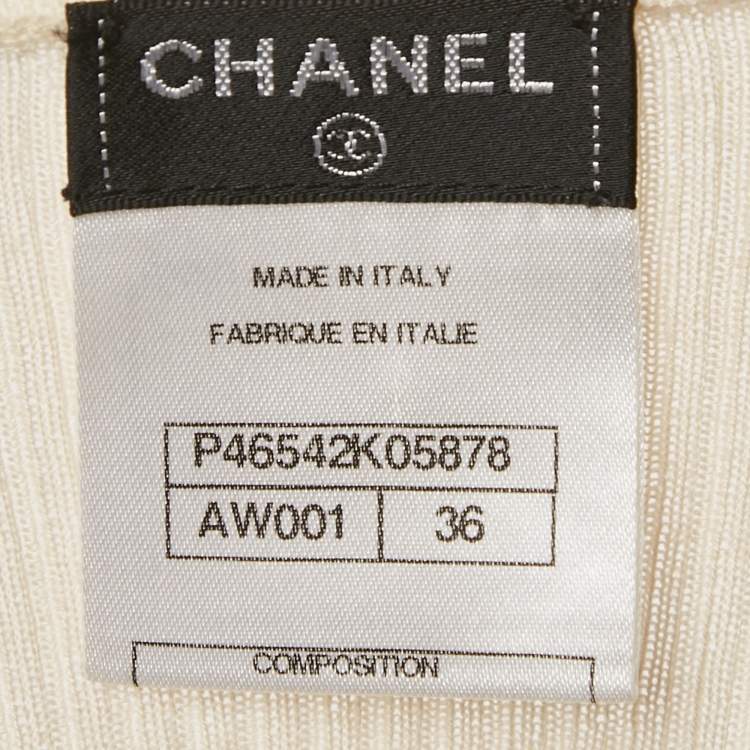 CHANEL
MADE IN ITALY
FABRIQUE EN ITALIE
P46542K05878
AW001 36
COMPOSITION